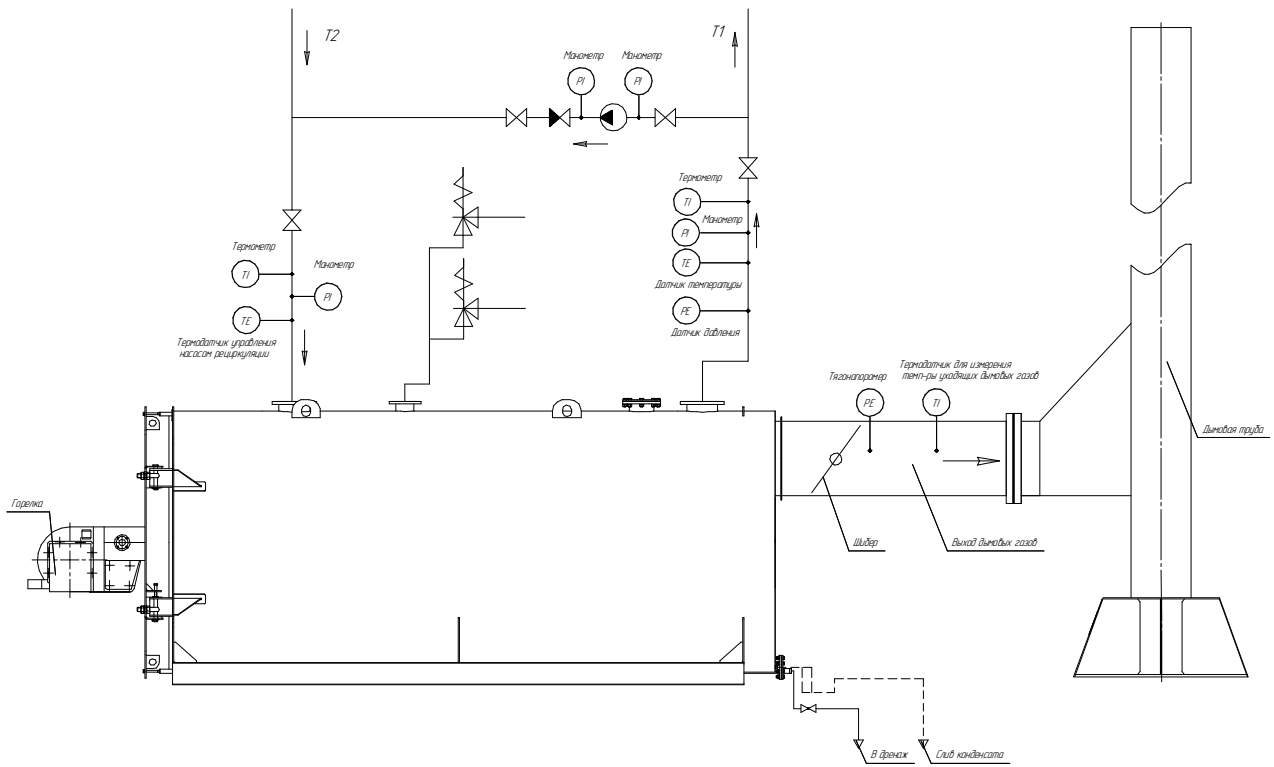 T2
T1
Манометр
Манометр
PI
PI
Термометр
TI
Манометр
PI
TE
Датчик температуры
PE
Датчик давления
Термометр
TI
Манометр
PI
TE
Термодатчик управления
насосом рециркуляции
Тягонапоромер
PE
Термодатчик для измерения
темп-ры уходящих дымовых газов
TI
Дымовая труба
Горелка
Шибер
Выход дымовых газов
В дренаж
Слив конденсата